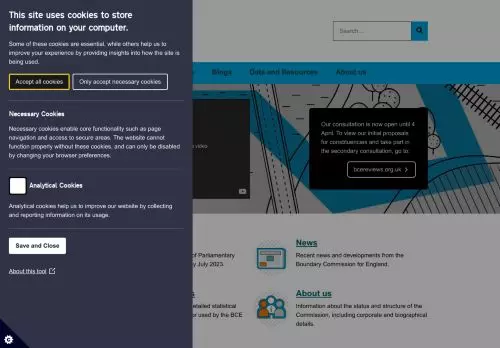 This site uses cookies to store
information on your computer.
Some of these cookies are essential, while others help us to
improve your experience by providing insights into how the site is
being used.
Accept all cookies
Only accept necessary cookies
Necessary Cookies
Necessary cookies enable core functionality such as page
navigation and access to secure areas. The website cannot
function properly without these cookies, and can only be disabled
by changing your browser preferences.
Analytical Cookies
Analytical cookies help us to improve our website by collecting
and reporting information on its usage.
Save and Close
About this tool
Search...
Blogs
Data and Resources
About us
video
Our consultation is now open until 4
April. To view our initial proposals
for constituencies and take part in
the secondary consultation, go to:
bcereviews.org.uk
of Parliamentary
July 2023.
News
Recent news and developments from the
Boundary Commission for England.
detailed statistical
or used by the BCE
About us
Information about the status and structure of the
Commission, including corporate and biographical
details.